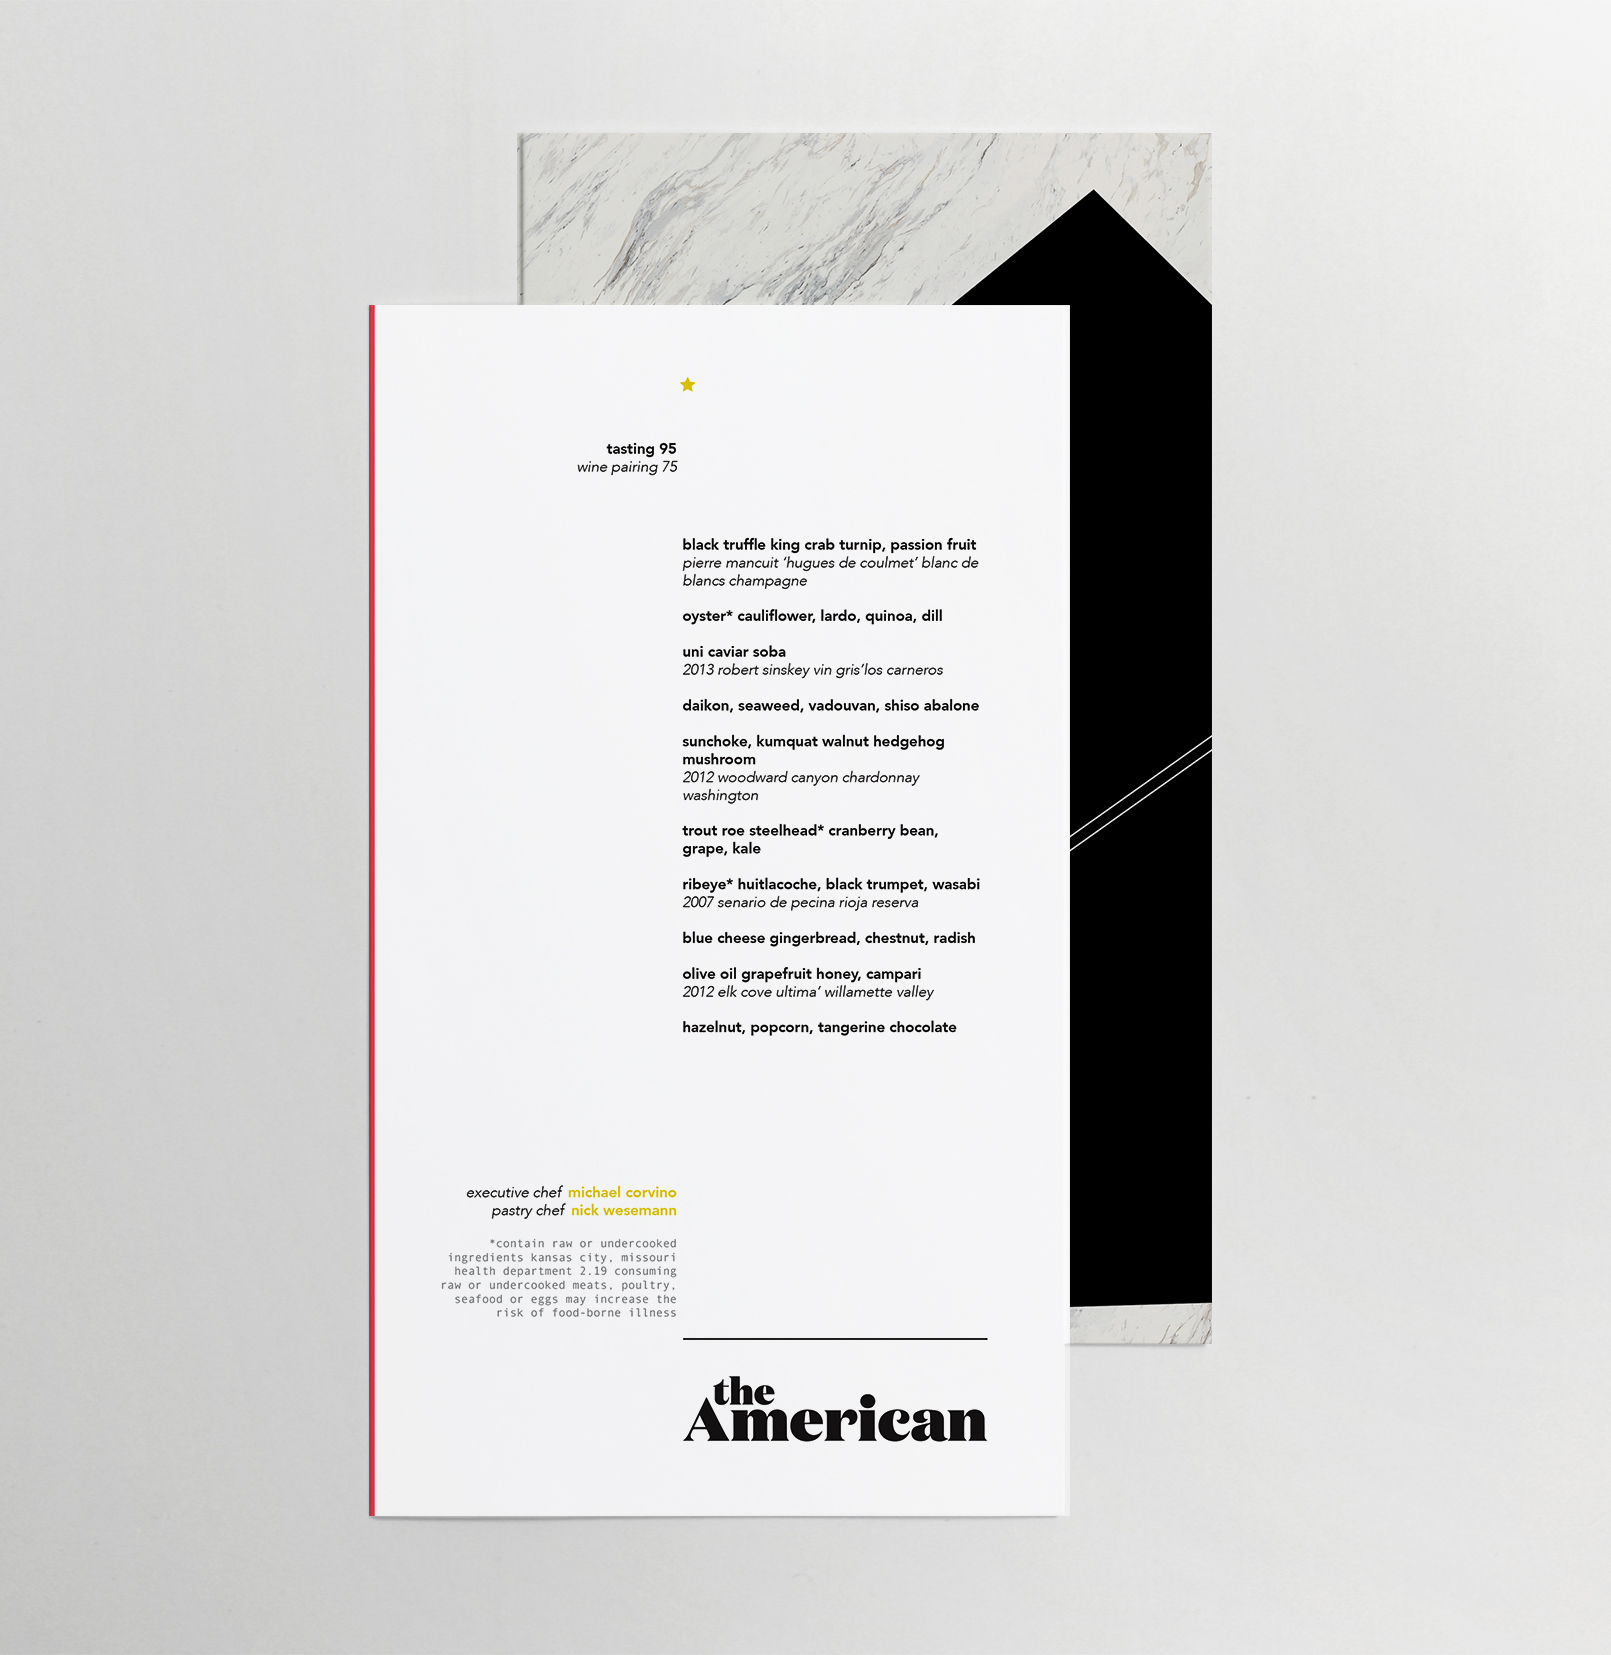 tasting 95
wine pairing 75
black truffle king crab turnip, passion fruit
pierre mancuit ‘hugues de coulmet’ blanc de
blancs champagne
oyster* cauliflower, lardo, quinoa, dill
uni caviar soba
2013 robert sinskey vin gris’los carneros
daikon, seaweed, vadouvan, shiso abalone
sunchoke, kumquat walnut hedgehog
mushroom
2012 woodward canyon chardonnay
washington
trout roe steelhead* cranberry bean,
grape, kale
ribeye* huitlacoche, black trumpet, wasabi
2007 senario de pecina rioja reserva
blue cheese gingerbread, chestnut, radish
olive oil grapefruit honey, campari
2012 elk cove ultima’ willamette valley
hazelnut, popcorn, tangerine chocolate
executive chef michael corvino
pastry chef nick wesemann
*contain raw or undercooked
ingredients kansas city, missouri
health department 2.19 consuming
raw or undercooked meats, poultry,
seafood or eggs may increase the
risk of food-borne illness
the
American